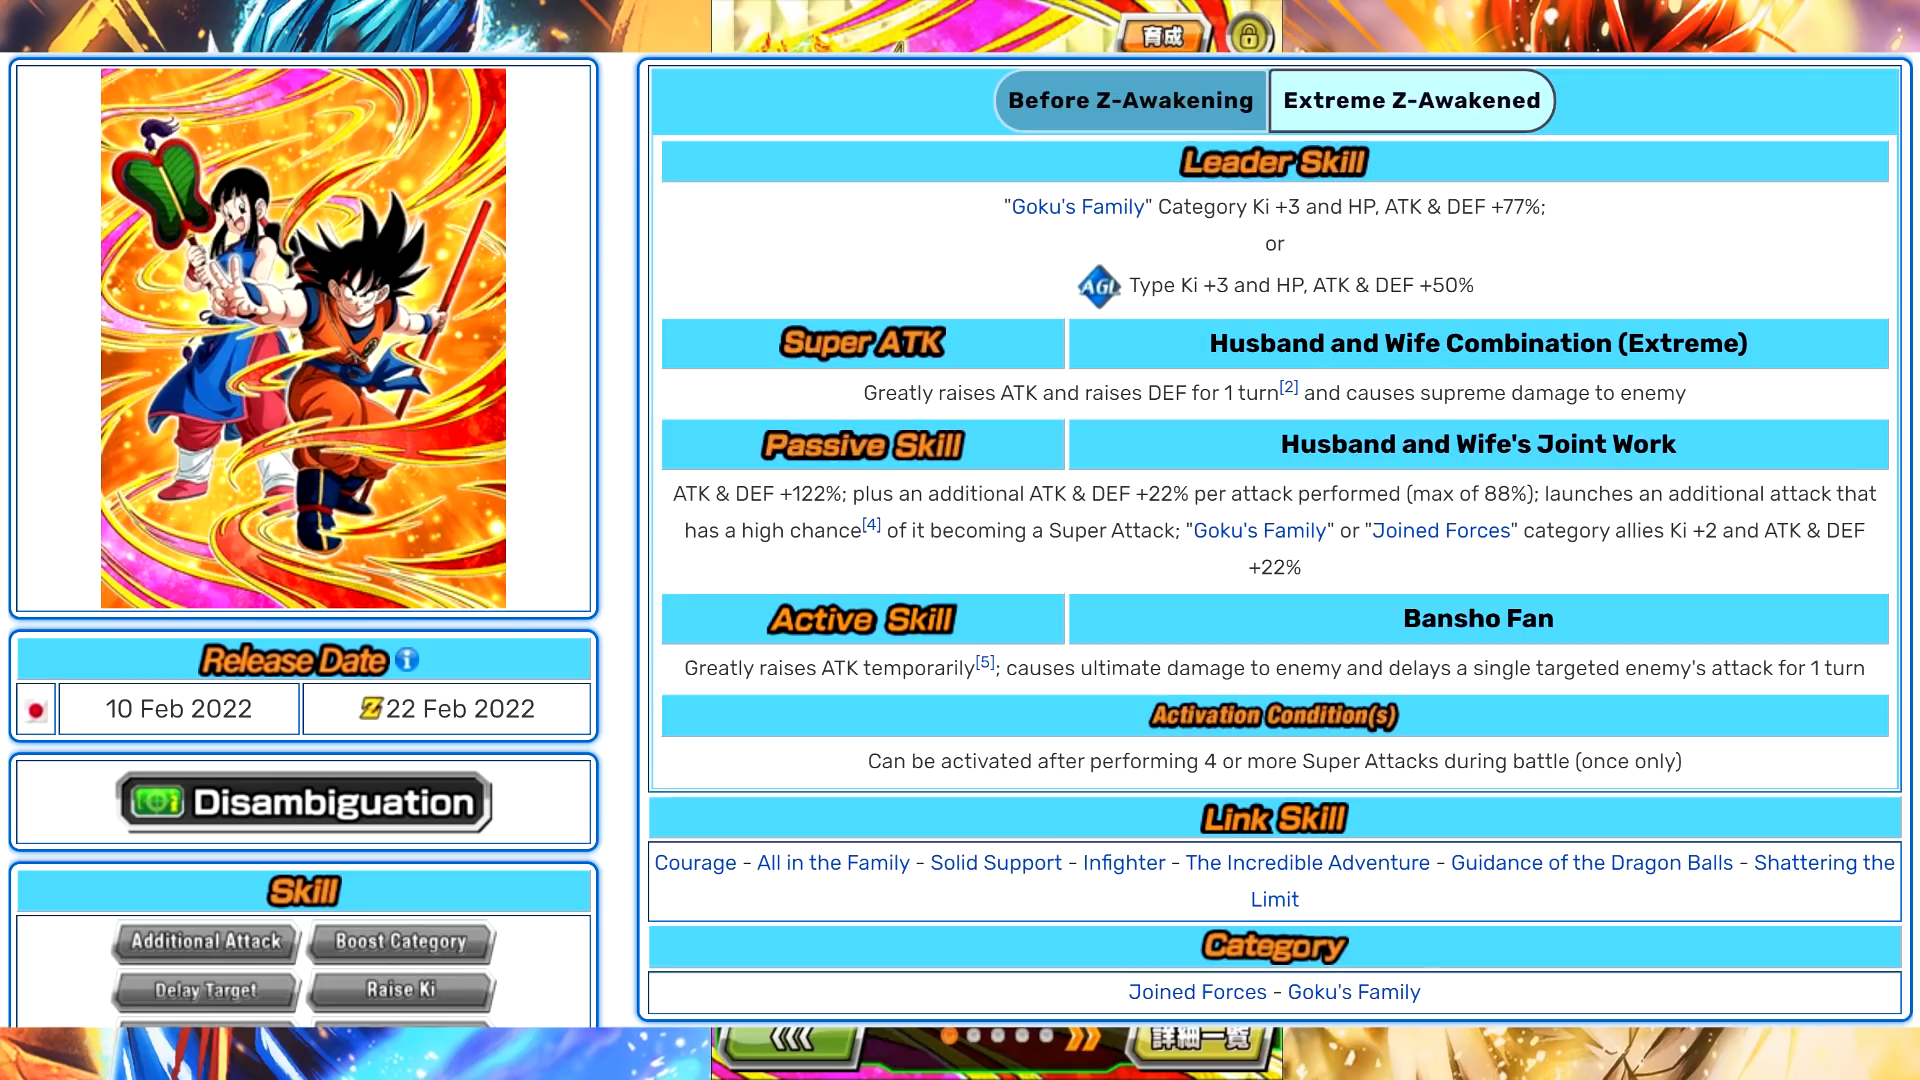 育成
Before Z-Awakening
Extreme Z-Awakened
Leader Skill
"Goku's Family" Category Ki +3 and HP, ATK & DEF +77%;
or
AGL Type Ki +3 and HP, ATK & DEF +50%
Super ATK
Husband and Wife Combination (Extreme)
Greatly raises ATK and raises DEF for 1 turn[2] and causes supreme damage to enemy
Passive Skill
Husband and Wife's Joint Work
ATK & DEF +122%; plus an additional ATK & DEF +22% per attack performed (max of 88%); launches an additional attack that
has a high chance[4] of it becoming a Super Attack; "Goku's Family" or "Joined Forces" category allies Ki +2 and ATK & DEF
+22%
Active Skill
Bansho Fan
Greatly raises ATK temporarily[5]; causes ultimate damage to enemy and delays a single targeted enemy's attack for 1 turn
Activation Condition(s)
Can be activated after performing 4 or more Super Attacks during battle (once only)
Link Skill
Courage - All in the Family - Solid Support - Infighter - The Incredible Adventure - Guidance of the Dragon Balls - Shattering the
Limit
Category
Joined Forces - Goku's Family
Release Date
10 Feb 2022
Z 22 Feb 2022
Disambiguation
Skill
Additional Attack
Boost Category
Delay Target
Raise Ki
詳細一覧